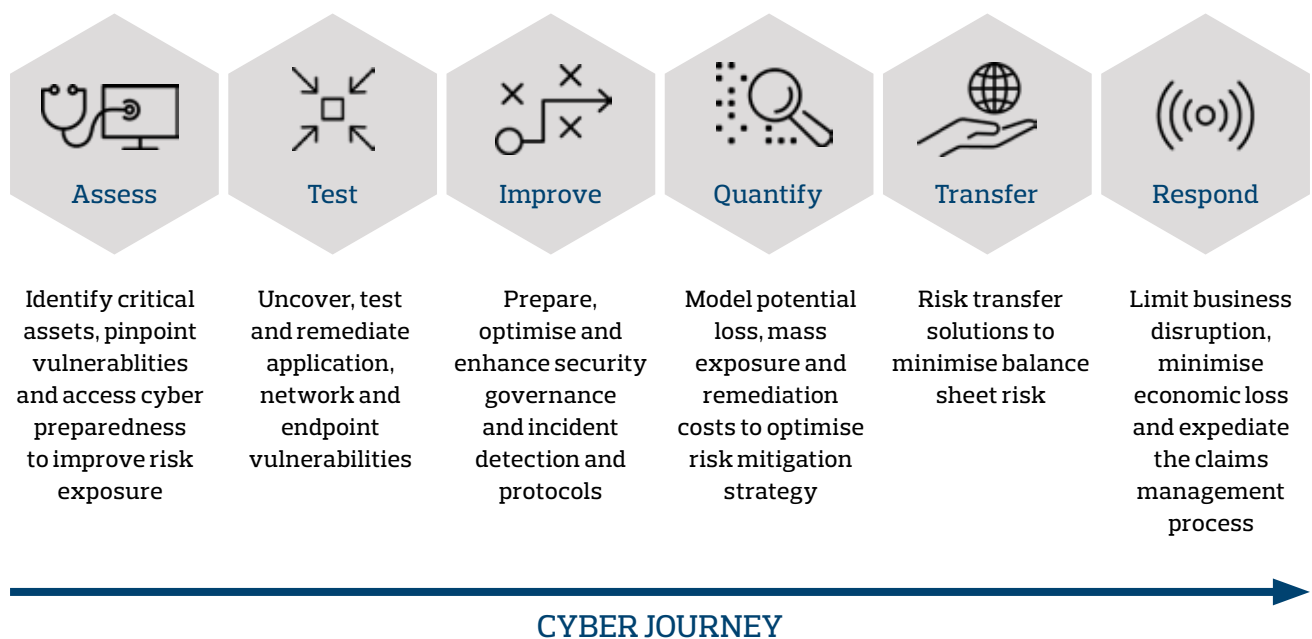 Assess
Test
Improve
Quantify
Transfer
Respond
Identify critical
assets, pinpoint
vulnerablities
and access cyber
preparedness
to improve risk
exposure
Uncover, test
and remediate
application,
network and
endpoint
vulnerabilities
Prepare,
optimise and
enhance security
governance
and incident
detection and
protocols
Model potential
loss, mass
exposure and
remediation
costs to optimise
risk mitigation
strategy
Risk transfer
solutions to
minimise balance
sheet risk
Limit business
disruption,
minimise
economic loss
and expediate
the claims
management
process
CYBER JOURNEY